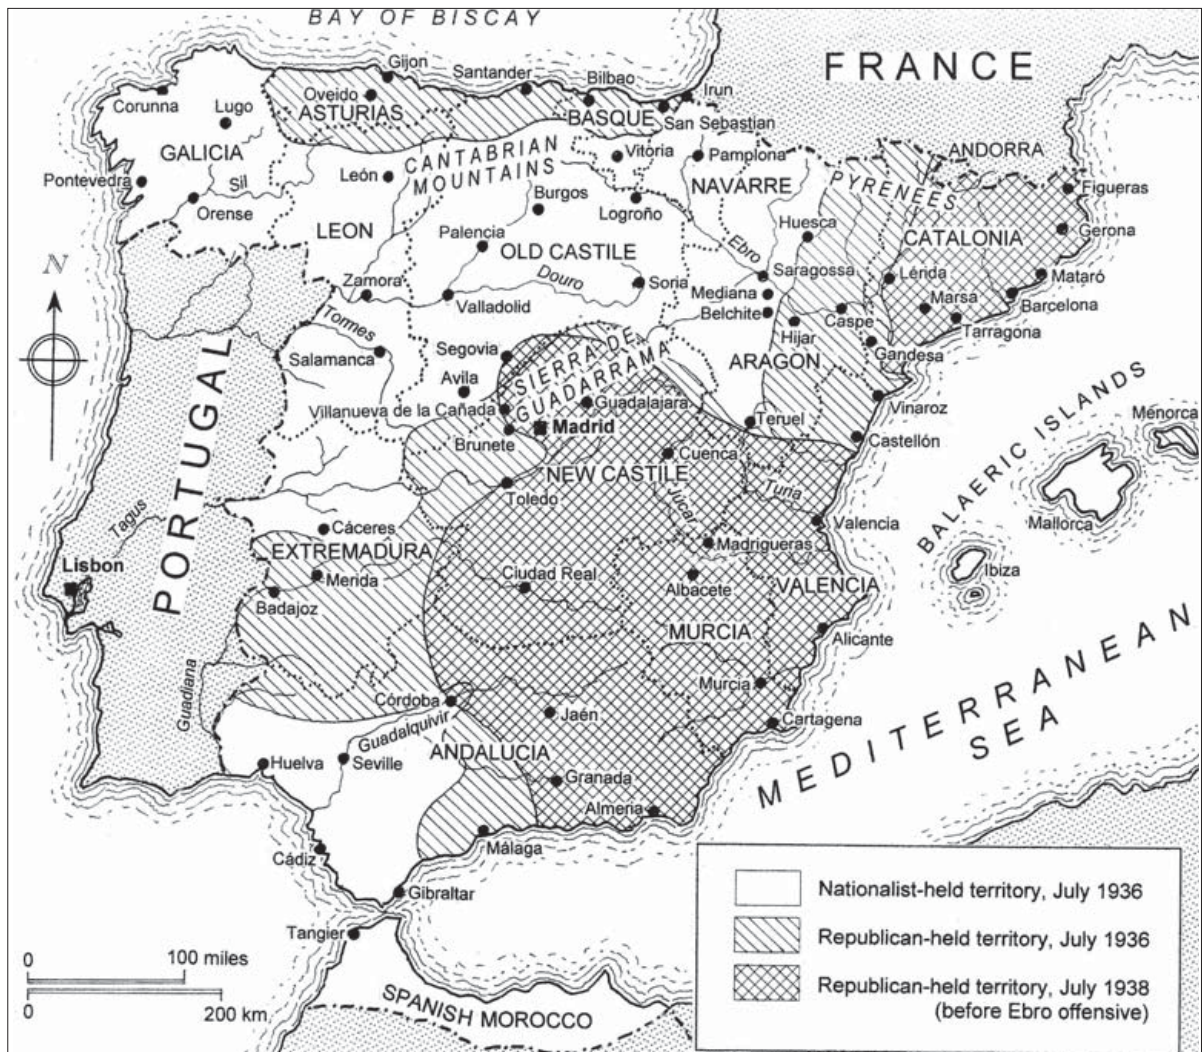 BAY OF BISCAY
FRANCE
Gijon
Santander
Bilbao
Irun
Corunna
Lugo
Oveido
ASTURIAS
BASQUE
San Sebastian
GALICIA
CANTABRIAN
MOUNTAINS
Vitoria
Pamplona
ANDORRA
Pontevedra
Sil
León
NAVARRE
PYRENEES
Figueras
Orense
Burgos
Logroño
Huesca
Gerona
LEON
Palencia
OLD CASTILE
Ebro
CATALONIA
N
Zamora
Douro
Soria
Saragossa
Lérida
Mataró
Valladolid
Mediana
Marsa
Barcelona
Tormes
Belchite
Hijar
Caspe
Tarragona
Salamanca
Segovia
SIERRA DE
GUADARRAMA
ARAGON
Gandesa
Avila
Villanueva de la Cañada
Guadalajara
Vinaroz
Brunete
Madrid
Teruel
Castellón
Menorca
PORTUGAL
NEW CASTILE
Cuenca
BALAERIC ISLANDS
Toledo
Júcar
Turia
Mallorca
Tagus
Cáceres
Valencia
EXTREMADURA
Madrigueras
Lisbon
Merida
Ciudad Real
Albacete
VALENCIA
Ibiza
Badajoz
MURCIA
Alicante
Guadiana
Córdoba
Murcia
MEDITERRANEAN
SEA
Jaén
Cartagena
Guadalquivir
ANDALUCIA
Huelva
Seville
Granada
Almeria
Cádiz
Málaga
Gibraltar
Tangier
SPANISH MOROCCO
0 100 miles
0 200 km
Nationalist-held territory, July 1936
Republican-held territory, July 1936
Republican-held territory, July 1938
(before Ebro offensive)